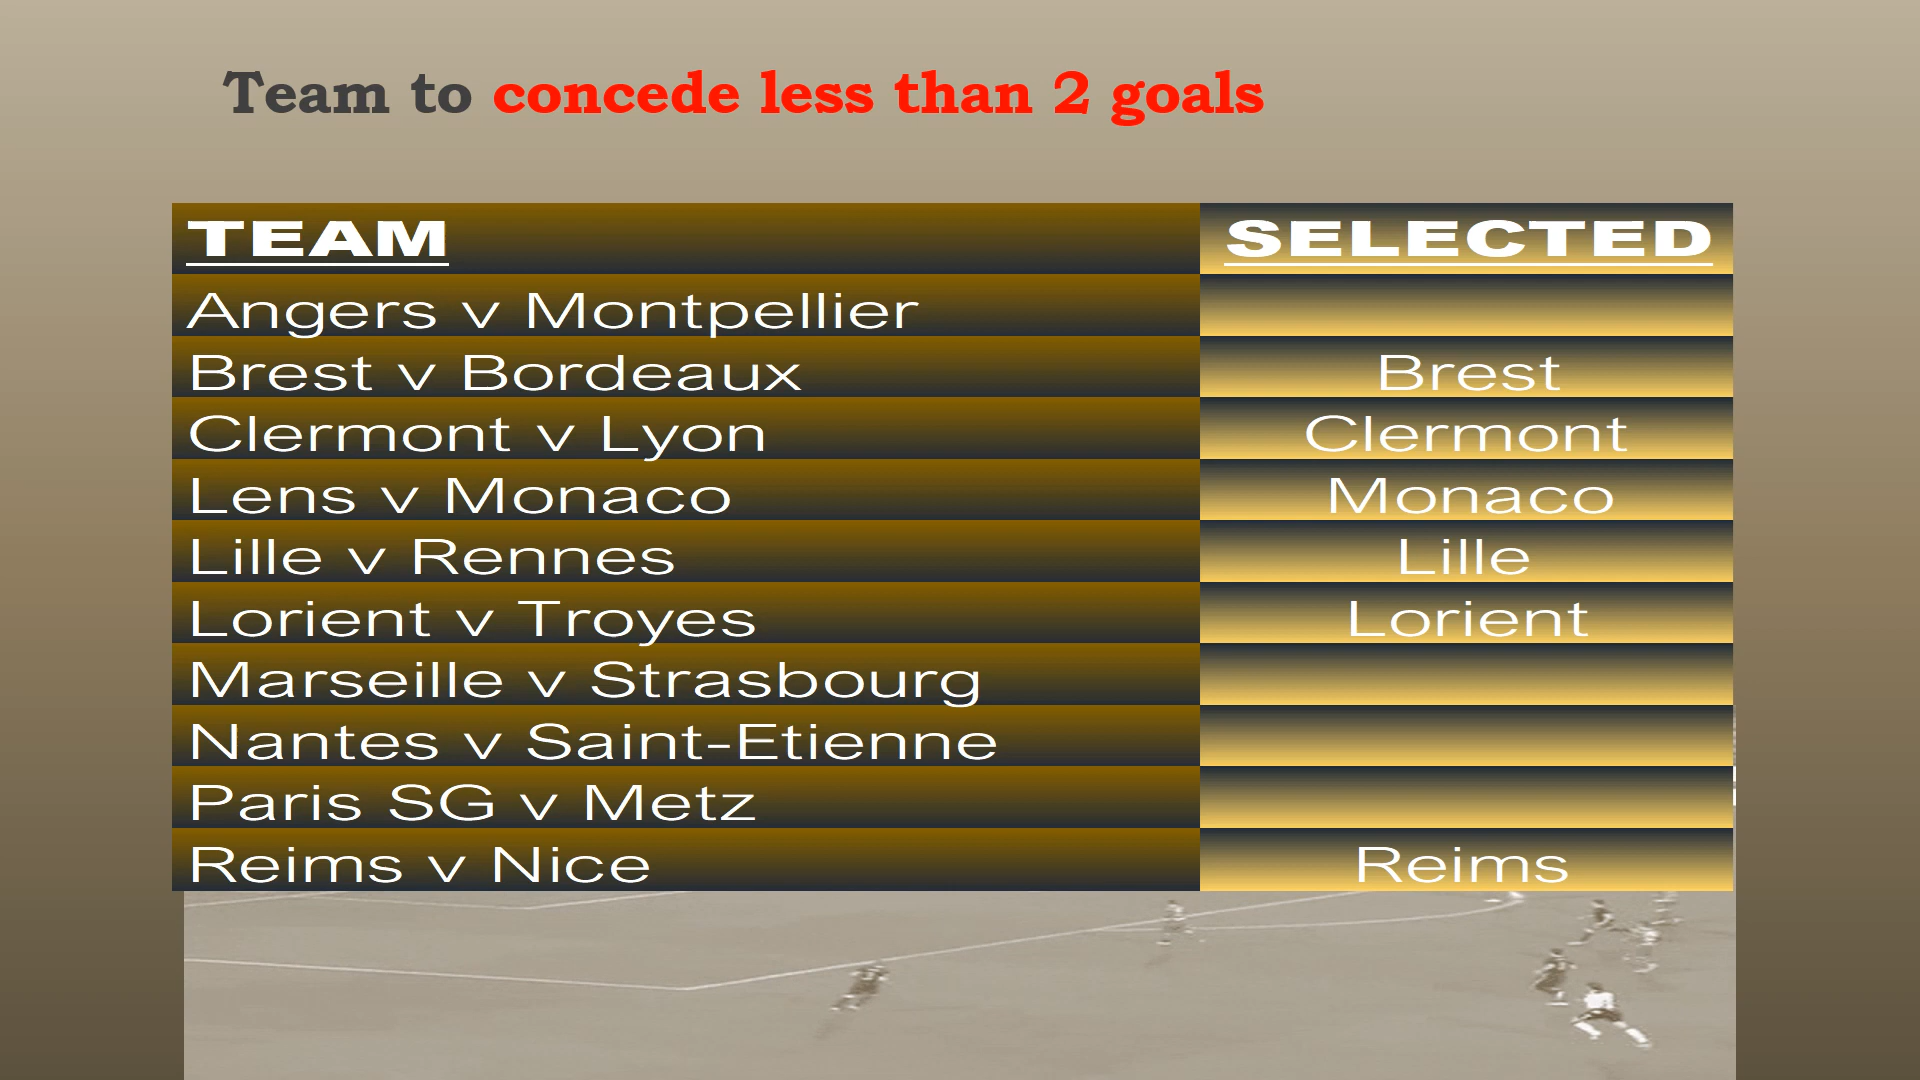 Team to concede less than 2 goals
TEAM SELECTED
Angers v Montpellier
Brest v Bordeaux Brest
Clermont v Lyon Clermont
Lens v Monaco Monaco
Lille v Rennes Lille
Lorient v Troyes Lorient
Marseille v Strasbourg
Nantes v Saint-Etienne
Paris SG v Metz
Reims v Nice Reims